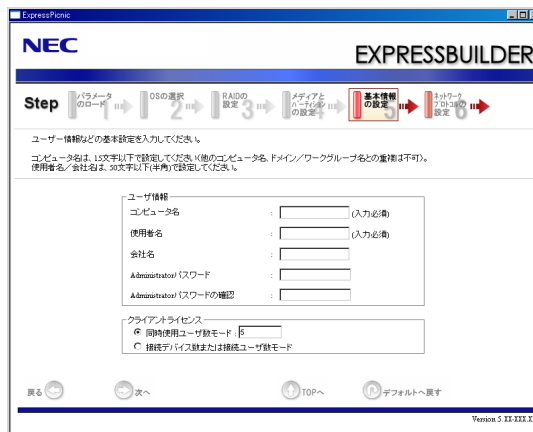 ExpressPicnic
NEC
EXPRESSBUILDER
Step
パラメータ
のロード 1
OSの選択
2
RAIDの
設定 3
メディアと
パーティション
の設定 4
基本情報
の設定 5
ネットワーク
プロトコルの
設定 6
ユーザー情報などの基本設定を入力してください。
コンピュータ名は、15文字以下で設定してください(他のコンピュータ名、ドメイン/ワークグループ名との重複は不可)。
使用者名/会社名は、50文字以下(半角)で設定してください。
ユーザ情報
コンピュータ名 : (入力必須)
使用者名 : (入力必須)
会社名 :
Administratorパスワード :
Administratorパスワードの確認 :
クライアントライセンス
同時使用ユーザ数モード : 5
接続デバイス数または接続ユーザ数モード
戻る
次へ
TOPへ
デフォルトへ戻す
Version 5.XX-XXX.X